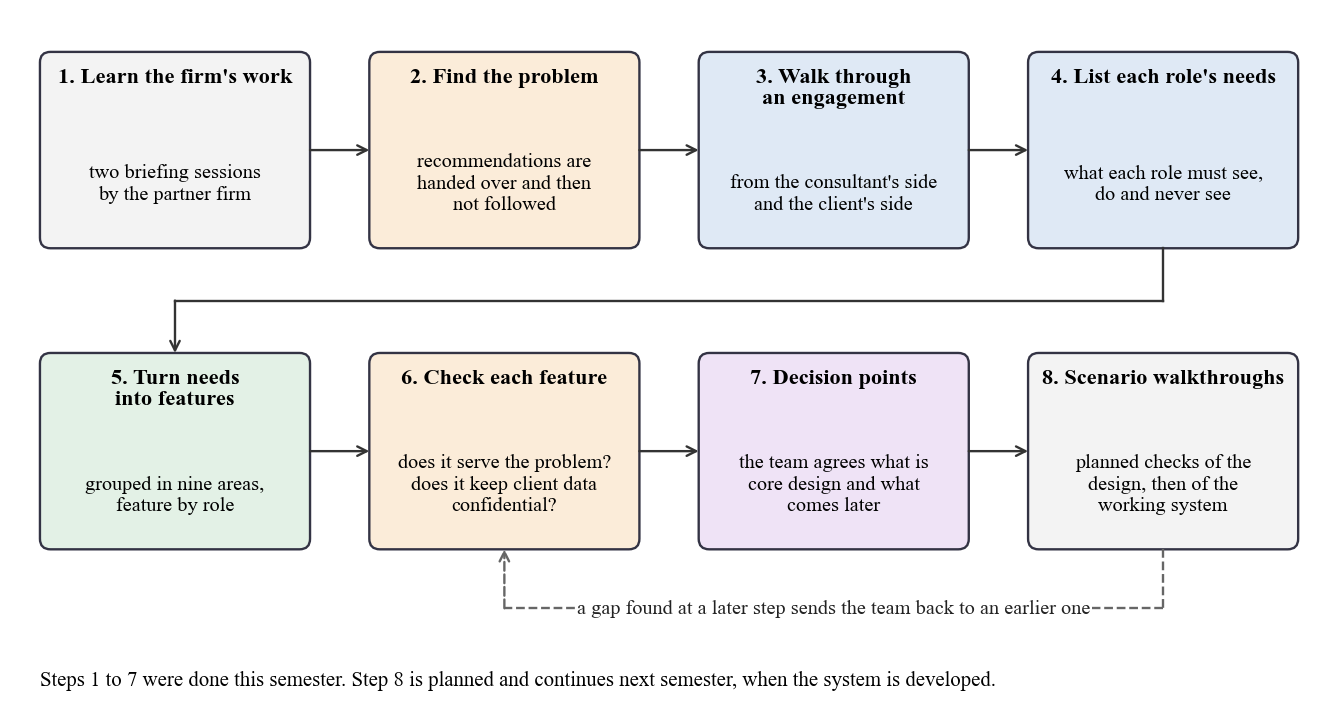 1. Learn the firm's work
two briefing sessions
by the partner firm
2. Find the problem
recommendations are
handed over and then
not followed
3. Walk through
an engagement
from the consultant's side
and the client's side
4. List each role's needs
what each role must see,
do and never see
5. Turn needs
into features
grouped in nine areas,
feature by role
6. Check each feature
does it serve the problem?
does it keep client data
confidential?
7. Decision points
the team agrees what is
core design and what
comes later
8. Scenario walkthroughs
planned checks of the
design, then of the
working system
a gap found at a later step sends the team back to an earlier one
Steps 1 to 7 were done this semester. Step 8 is planned and continues next semester, when the system is developed.